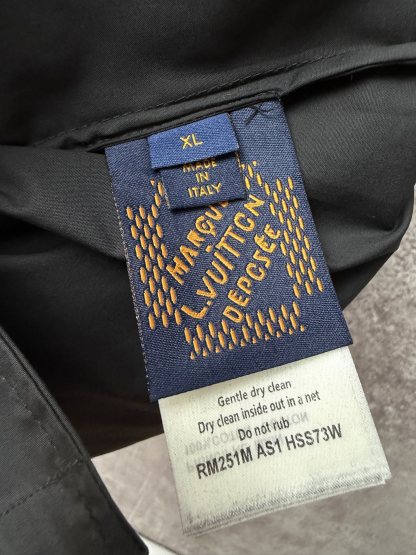 XL
MADE
IN
ITALY
MARQUE
L.VUITTON
DEPOSÉE
Gentle dry clean
Dry clean inside out in a net
Do not rub
RM251M AS1 HSS73W